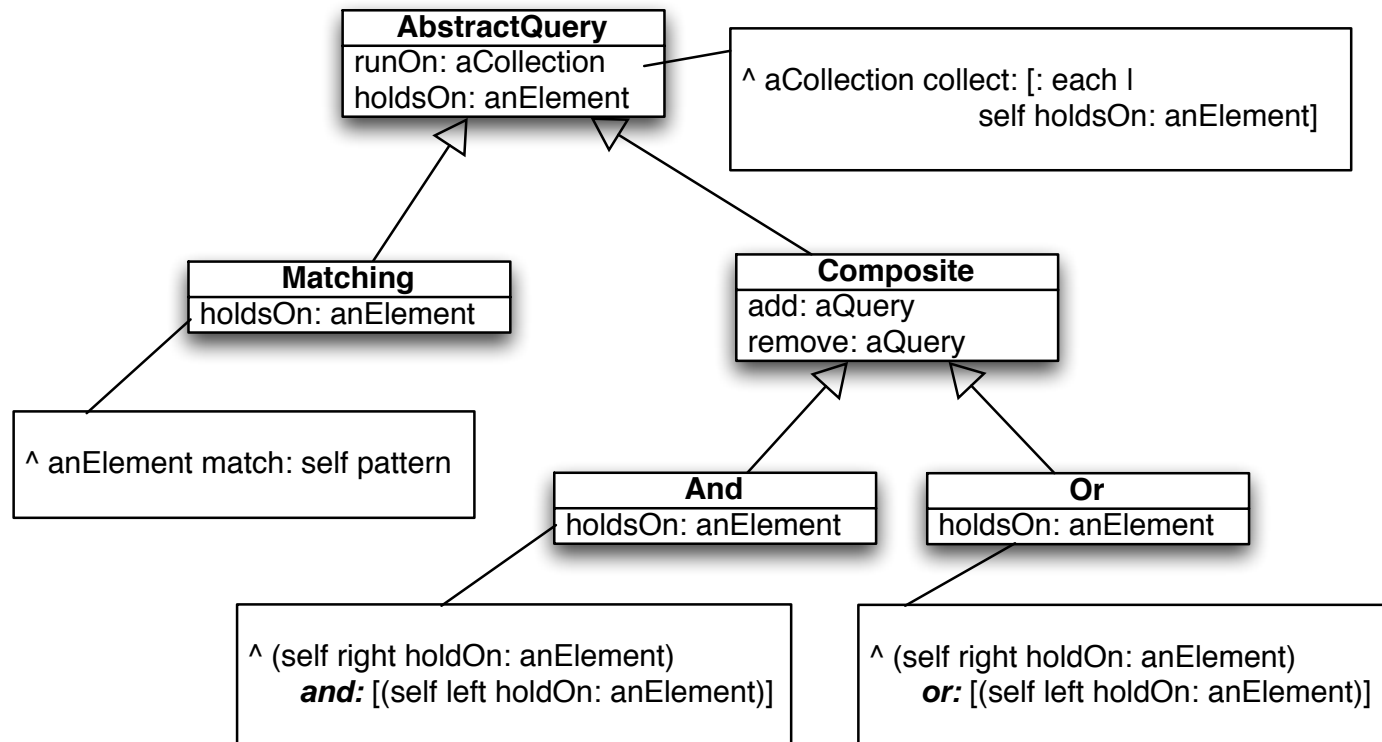 AbstractQuery
runOn: aCollection
holdsOn: anElement
^ aCollection collect: [: each |
self holdsOn: anElement]
Matching
holdsOn: anElement
Composite
add: aQuery
remove: aQuery
^ anElement match: self pattern
And
holdsOn: anElement
Or
holdsOn: anElement
^ (self right holdOn: anElement)
and: [(self left holdOn: anElement)]
^ (self right holdOn: anElement)
or: [(self left holdOn: anElement)]